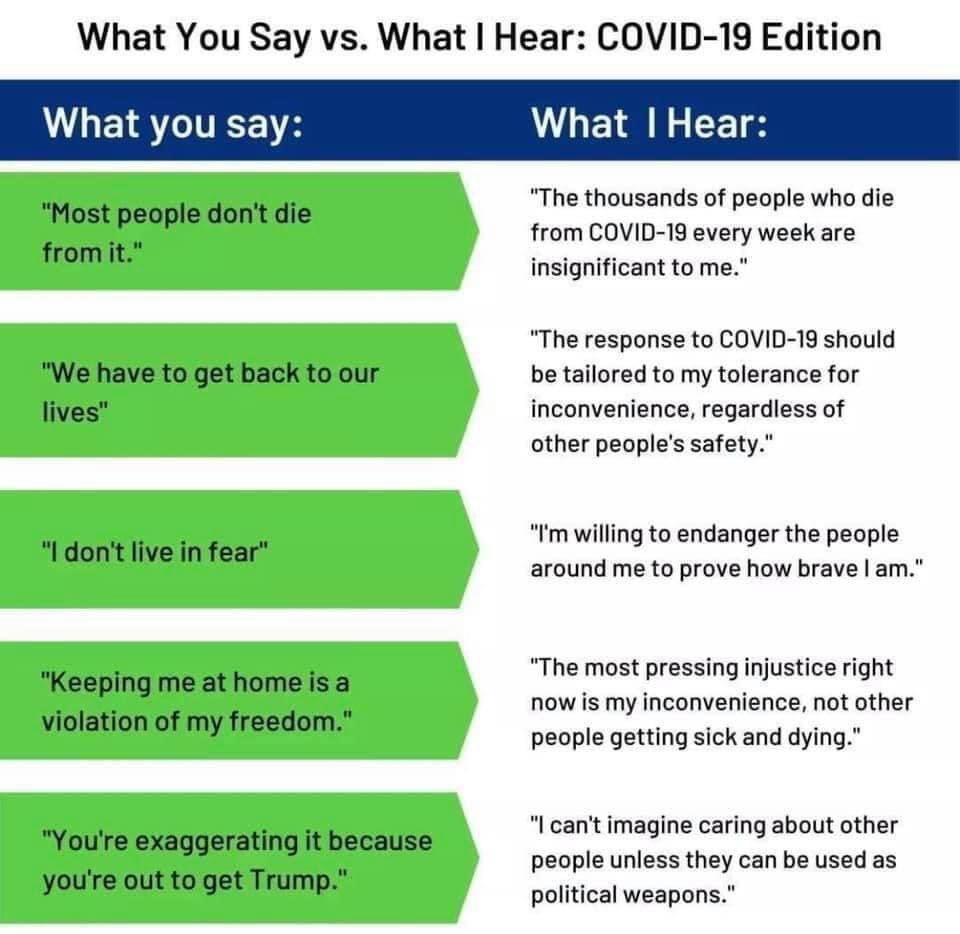 What You Say vs. What I Hear: COVID-19 Edition
What you say:
What I Hear:
"Most people don't die
from it."
"The thousands of people who die
from COVID-19 every week are
insignificant to me."
"We have to get back to our
lives"
"The response to COVID-19 should
be tailored to my tolerance for
inconvenience, regardless of
other people's safety."
"I don't live in fear"
"I'm willing to endanger the people
around me to prove how brave I am."
"Keeping me at home is a
violation of my freedom."
"The most pressing injustice right
now is my inconvenience, not other
people getting sick and dying."
"You're exaggerating it because
you're out to get Trump."
"I can't imagine caring about other
people unless they can be used as
political weapons."